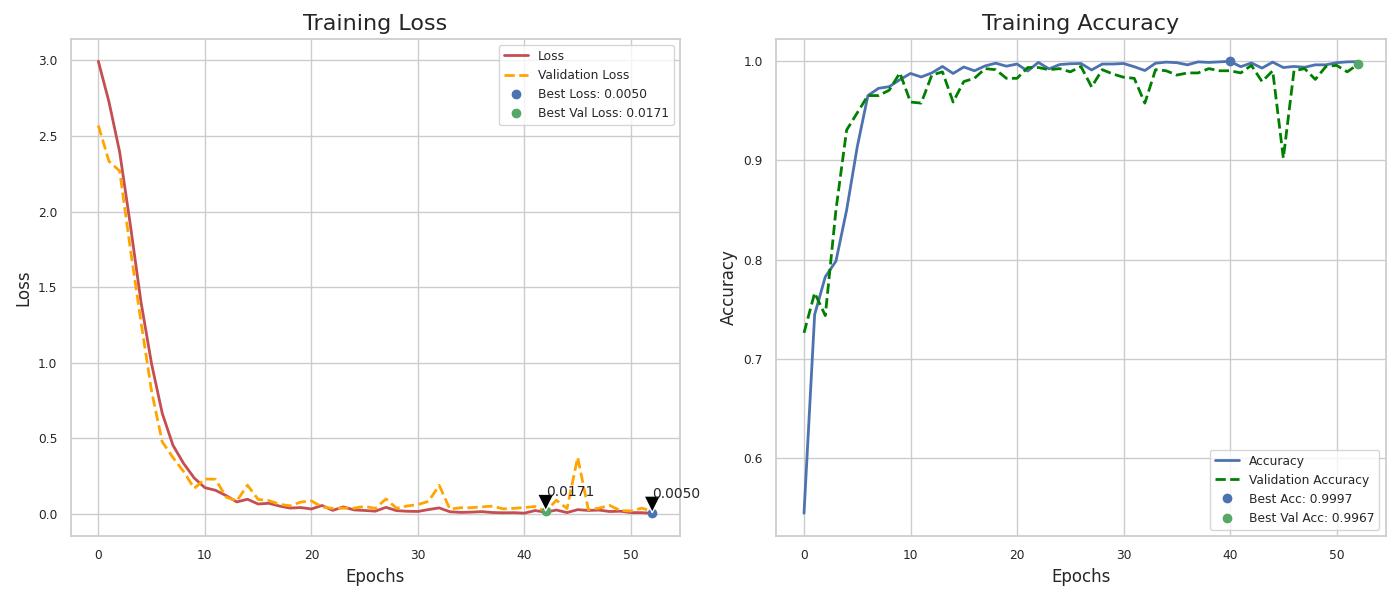 Training Loss
3.0
2.5
2.0
1.5
1.0
0.5
0.0
Loss
Loss
Validation Loss
Best Loss: 0.0050
Best Val Loss: 0.0171
0.0171
0.0050
0 10 20 30 40 50
Epochs
Training Accuracy
1.0
0.9
0.8
0.7
0.6
Accuracy
Accuracy
Validation Accuracy
Best Acc: 0.9997
Best Val Acc: 0.9967
0 10 20 30 40 50
Epochs